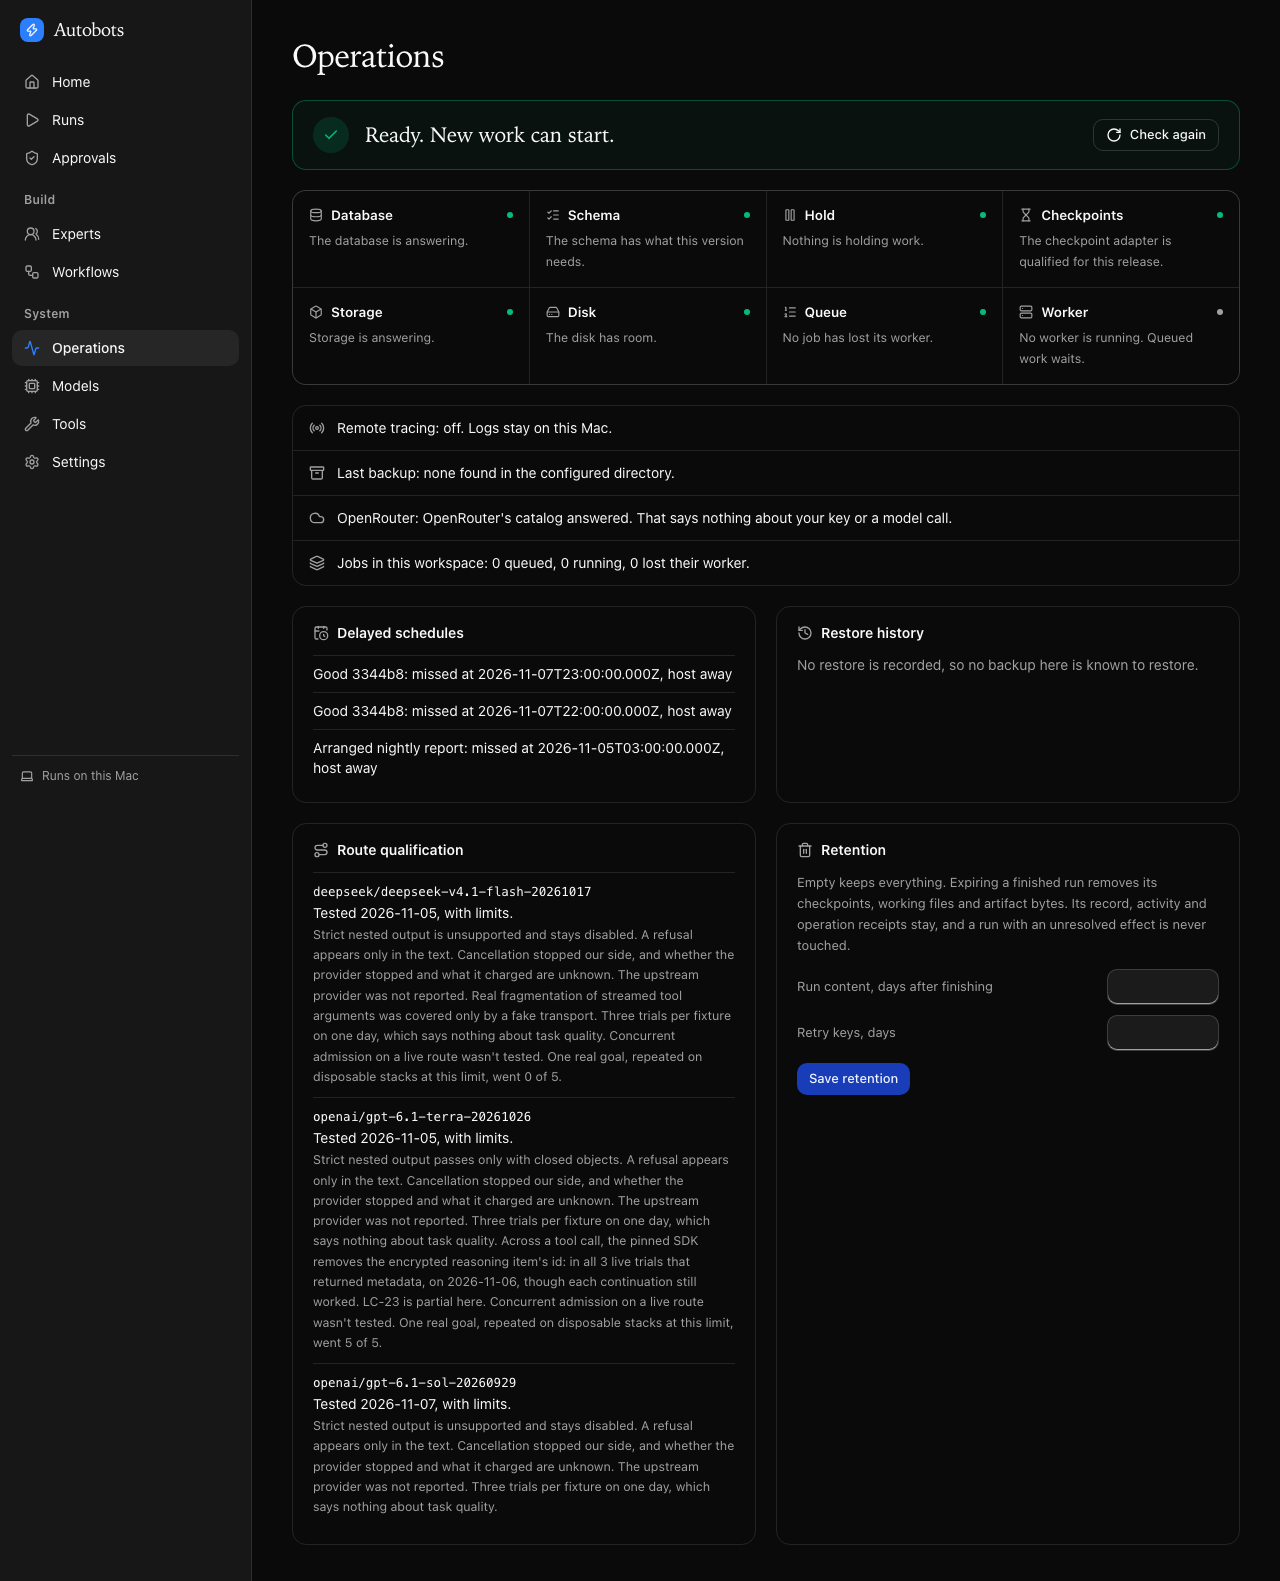 Autobots
Home
Runs
Approvals
Build
Experts
Workflows
System
Operations
Models
Tools
Settings
Runs on this Mac
Operations
Ready. New work can start.
Check again
Database
The database is answering.
Schema
The schema has what this version
needs.
Hold
Nothing is holding work.
Checkpoints
The checkpoint adapter is
qualified for this release.
Storage
Storage is answering.
Disk
The disk has room.
Queue
No job has lost its worker.
Worker
No worker is running. Queued
work waits.
Remote tracing: off. Logs stay on this Mac.
Last backup: none found in the configured directory.
OpenRouter: OpenRouter's catalog answered. That says nothing about your key or a model call.
Jobs in this workspace: 0 queued, 0 running, 0 lost their worker.
Delayed schedules
Good 3344b8: missed at 2026-11-07T23:00:00.000Z, host away
Good 3344b8: missed at 2026-11-07T22:00:00.000Z, host away
Arranged nightly report: missed at 2026-11-05T03:00:00.000Z,
host away
Restore history
No restore is recorded, so no backup here is known to restore.
Route qualification
deepseek/deepseek-v4.1-flash-20261017
Tested 2026-11-05, with limits.
Strict nested output is unsupported and stays disabled. A refusal
appears only in the text. Cancellation stopped our side, and whether the
provider stopped and what it charged are unknown. The upstream
provider was not reported. Real fragmentation of streamed tool
arguments was covered only by a fake transport. Three trials per fixture
on one day, which says nothing about task quality. Concurrent
admission on a live route wasn't tested. One real goal, repeated on
disposable stacks at this limit, went 0 of 5.
openai/gpt-6.1-terra-20261026
Tested 2026-11-05, with limits.
Strict nested output passes only with closed objects. A refusal appears
only in the text. Cancellation stopped our side, and whether the
provider stopped and what it charged are unknown. The upstream
provider was not reported. Three trials per fixture on one day, which
says nothing about task quality. Across a tool call, the pinned SDK
removes the encrypted reasoning item's id: in all 3 live trials that
returned metadata, on 2026-11-06, though each continuation still
worked. LC-23 is partial here. Concurrent admission on a live route
wasn't tested. One real goal, repeated on disposable stacks at this limit,
went 5 of 5.
openai/gpt-6.1-sol-20260929
Tested 2026-11-07, with limits.
Strict nested output is unsupported and stays disabled. A refusal
appears only in the text. Cancellation stopped our side, and whether the
provider stopped and what it charged are unknown. The upstream
provider was not reported. Three trials per fixture on one day, which
says nothing about task quality.
Retention
Empty keeps everything. Expiring a finished run removes its
checkpoints, working files and artifact bytes. Its record, activity and
operation receipts stay, and a run with an unresolved effect is never
touched.
Run content, days after finishing
Retry keys, days
Save retention